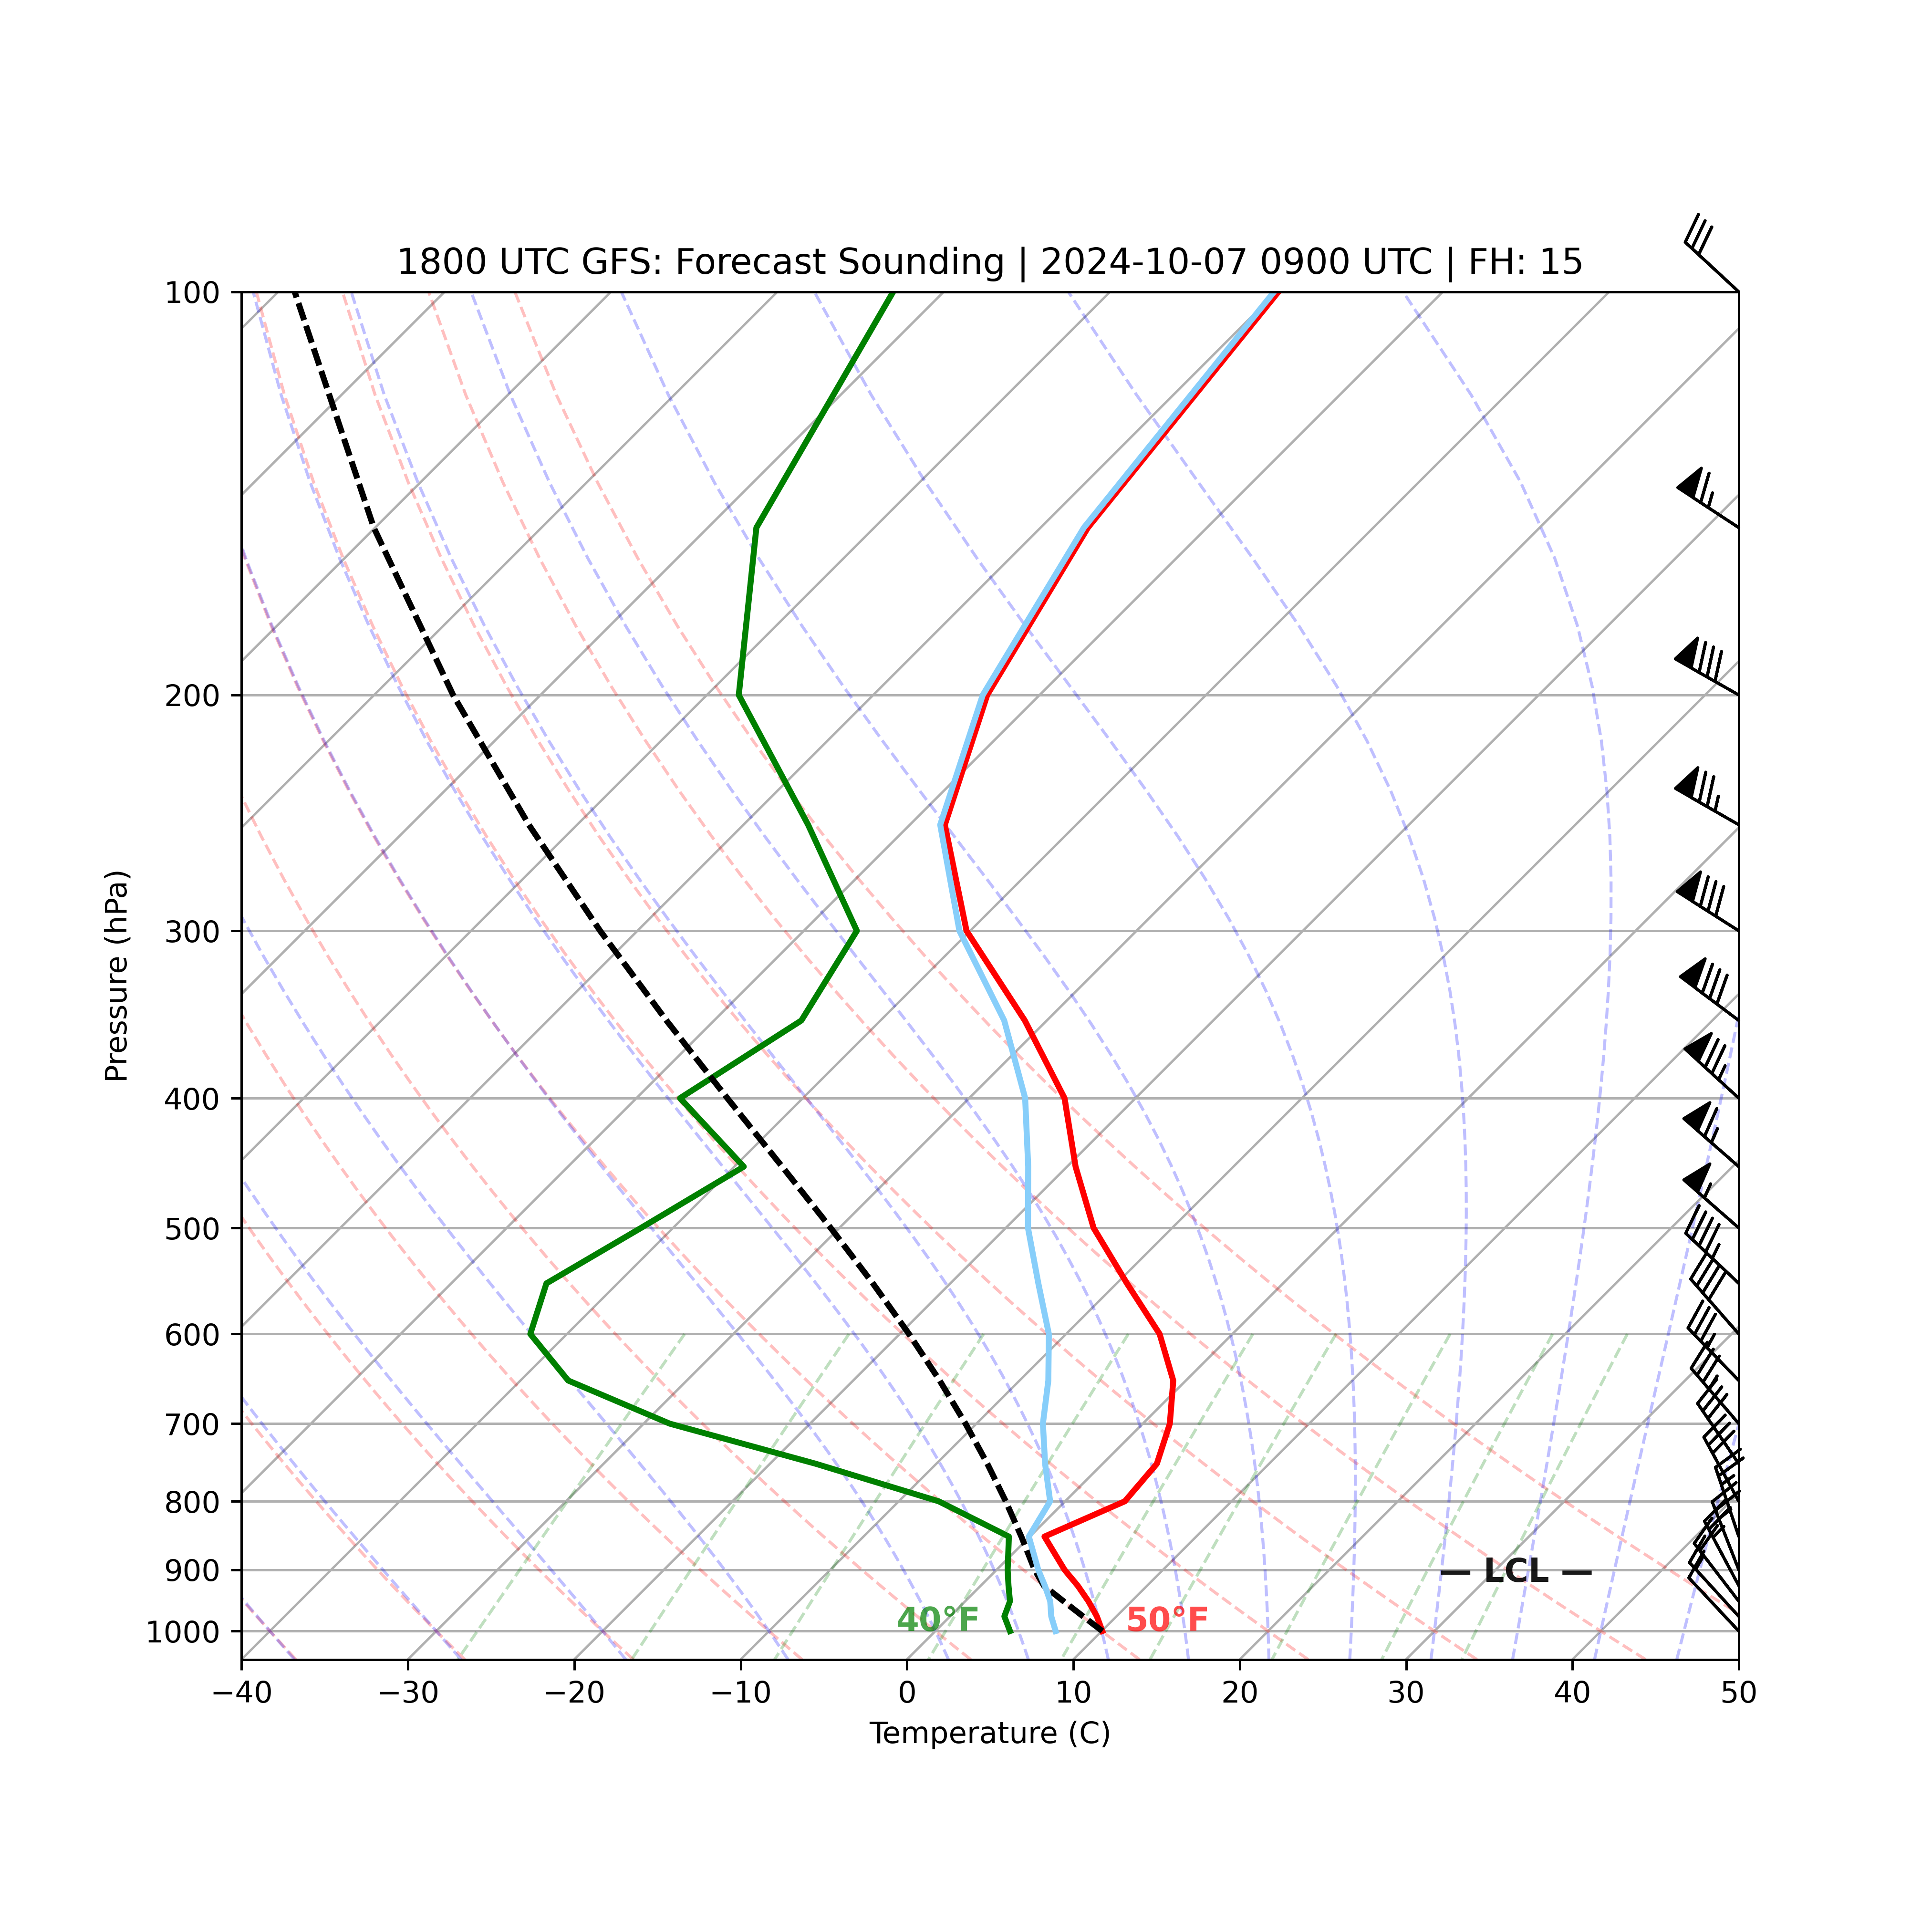 1800 UTC GFS: Forecast Sounding | 2024-10-07 0900 UTC | FH: 15
100
200
300
400
500
600
700
800
900
1000
Pressure (hPa)
— LCL —
40°F
50°F
−40 −30 −20 −10 0 10 20 30 40 50
Temperature (C)